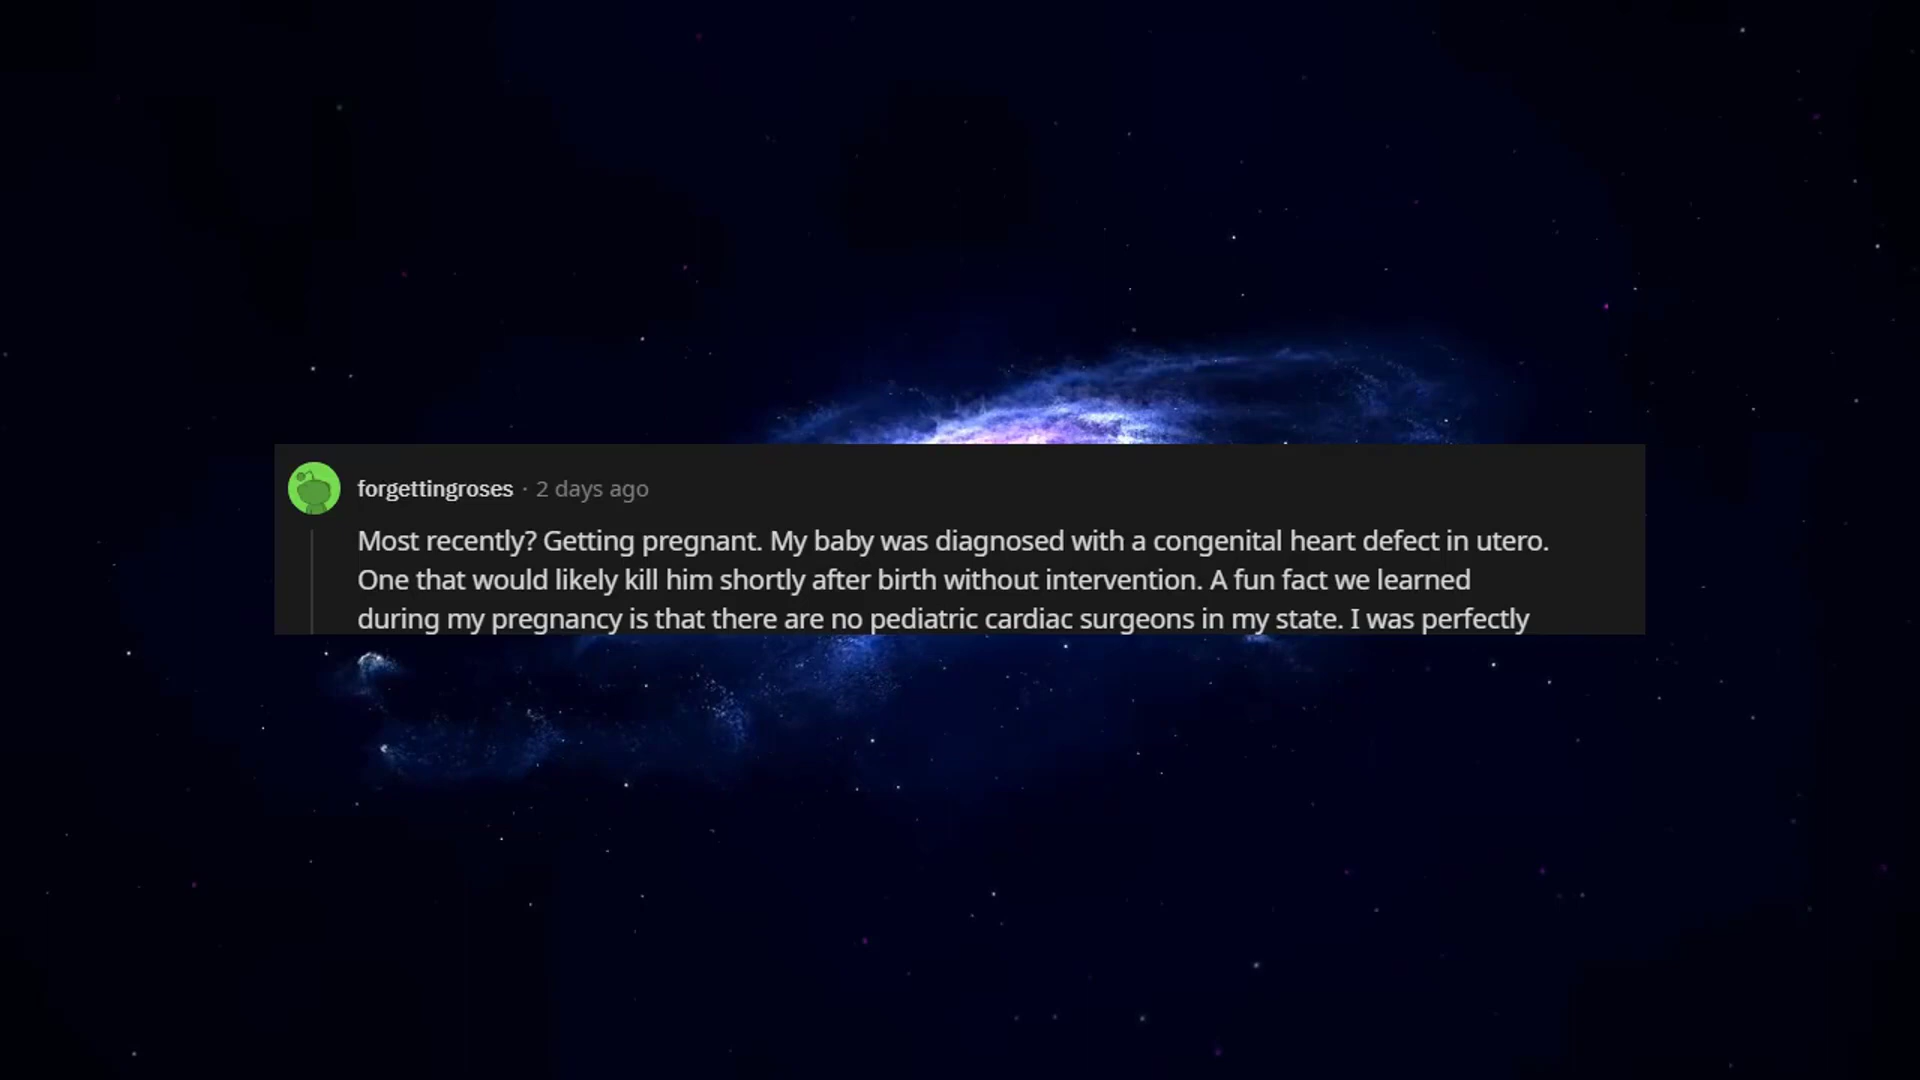 forgettingroses · 2 days ago
Most recently? Getting pregnant. My baby was diagnosed with a congenital heart defect in utero.
One that would likely kill him shortly after birth without intervention. A fun fact we learned
during my pregnancy is that there are no pediatric cardiac surgeons in my state. I was perfectly